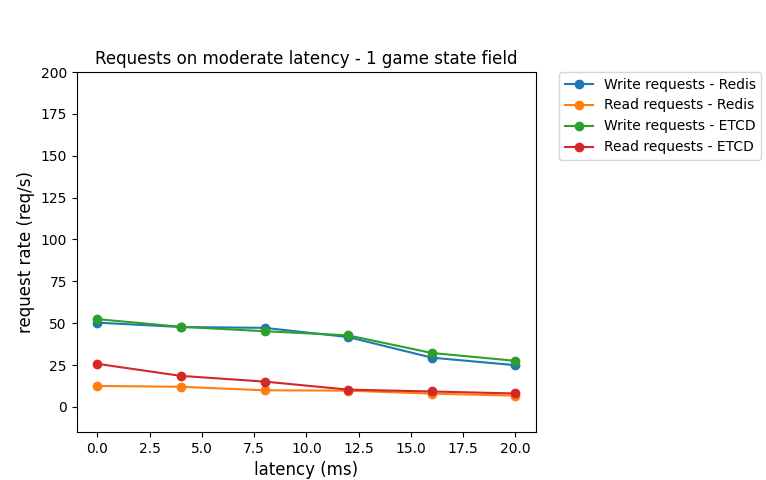 Requests on moderate latency - 1 game state field
200
175
150
125
100
75
50
25
0
request rate (req/s)
0.0 2.5 5.0 7.5 10.0 12.5 15.0 17.5 20.0
latency (ms)
Write requests - Redis
Read requests - Redis
Write requests - ETCD
Read requests - ETCD